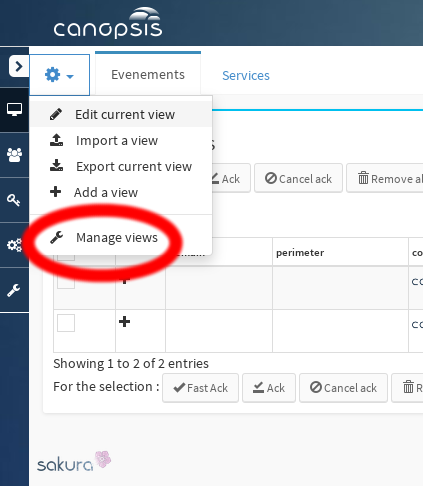 canopsis
Evenements
Services
Edit current view
Import a view
Export current view
Add a view
Manage views
s
Ack
Cancel ack
Remove al
perimeter
co
co
co
Showing 1 to 2 of 2 entries
For the selection :
Fast Ack
Ack
Cancel ack
R
sakura